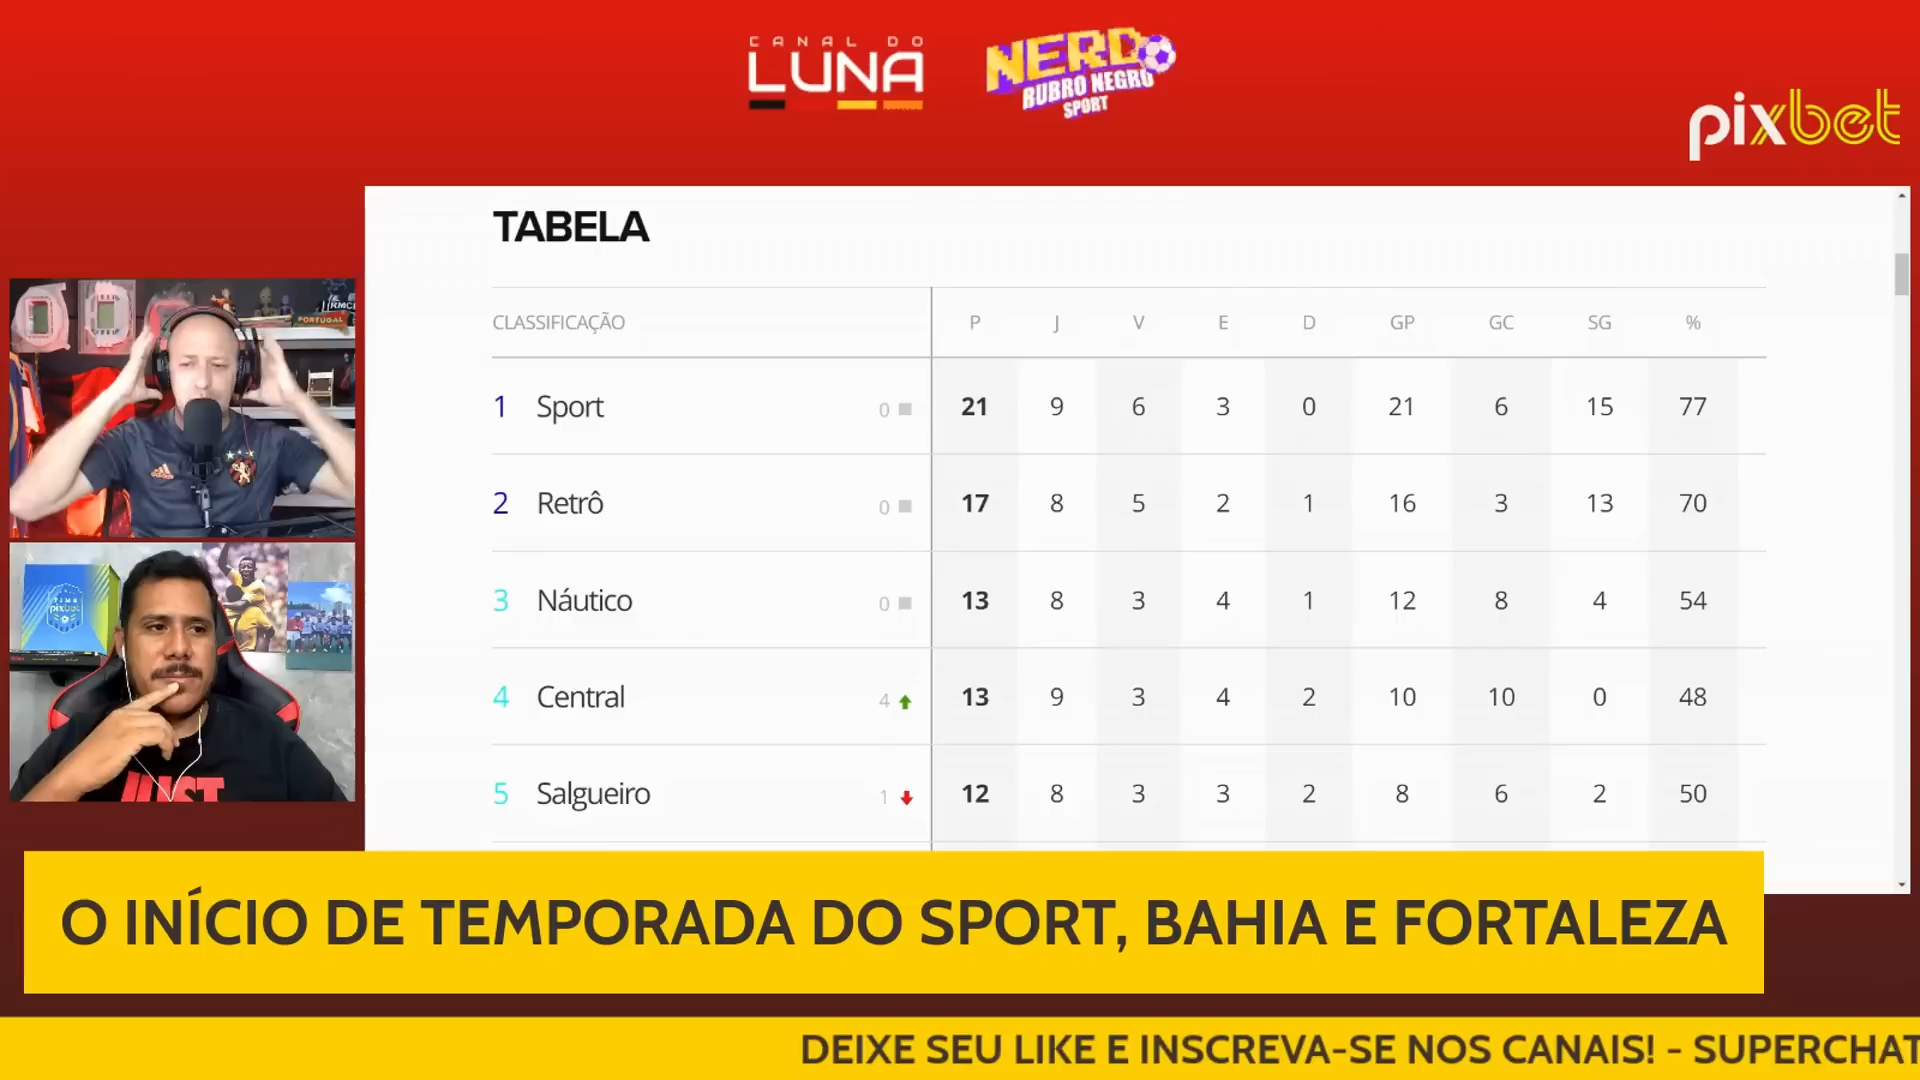 CANAL DO
LUNA
NERD
RUBRO NEGRO
SPORT
pixbet
TABELA
CLASSIFICAÇÃO P J V E D GP GC SG %
1 Sport 0 21 9 6 3 0 21 6 15 77
2 Retrô 0 17 8 5 2 1 16 3 13 70
3 Náutico 0 13 8 3 4 1 12 8 4 54
4 Central 4 13 9 3 4 2 10 10 0 48
5 Salgueiro 1 12 8 3 3 2 8 6 2 50
PORTUGAL
pixbet
JUST
O INÍCIO DE TEMPORADA DO SPORT, BAHIA E FORTALEZA
DEIXE SEU LIKE E INSCREVA-SE NOS CANAIS! - SUPERCHAT